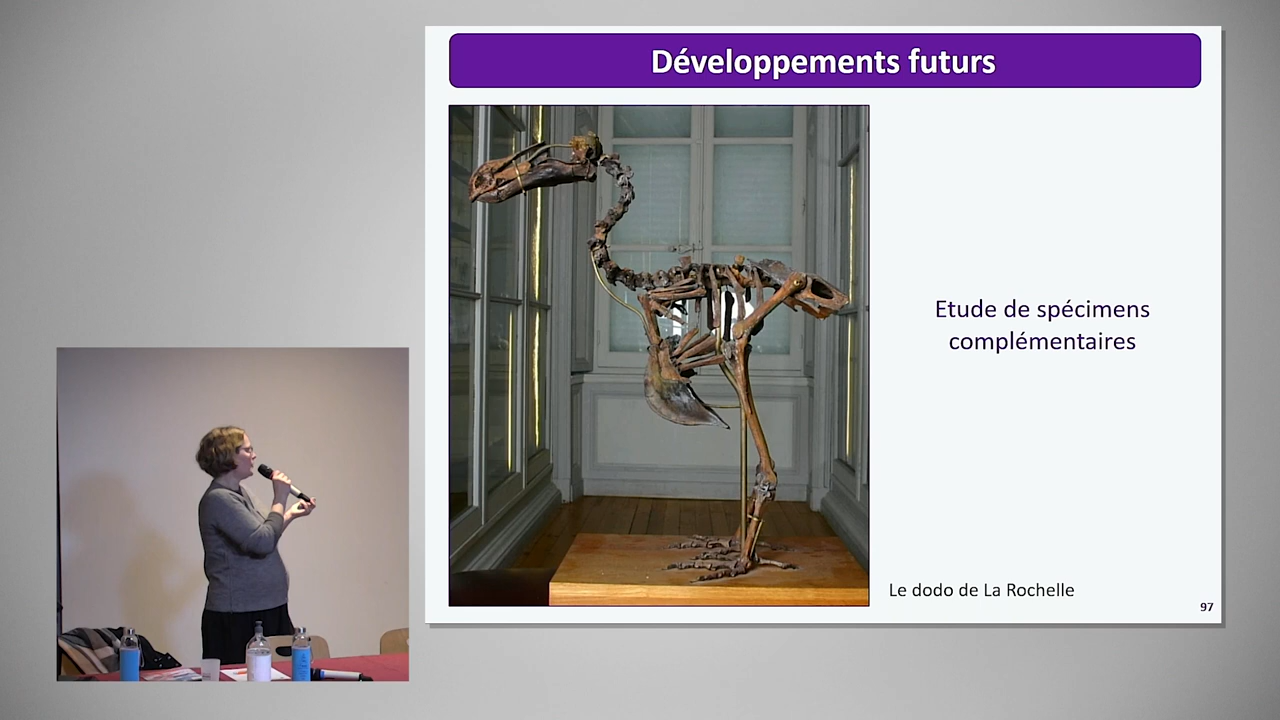 Développements futurs
Etude de spécimens
complémentaires
Le dodo de La Rochelle
97